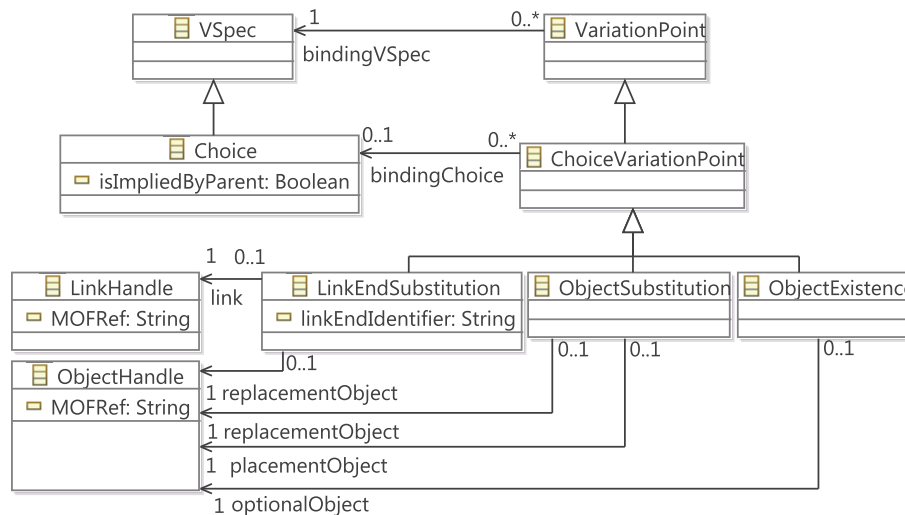 VSpec
1
0..*
VariationPoint
bindingVSpec
Choice
isImpliedByParent: Boolean
0..1
0..*
bindingChoice
ChoiceVariationPoint
LinkHandle
MOFRef: String
1
0..1
link
LinkEndSubstitution
linkEndIdentifier: String
ObjectSubstitution
ObjectExistence
0..1
0..1
0..1
0..1
ObjectHandle
MOFRef: String
1 replacementObject
1 replacementObject
1 placementObject
1 optionalObject